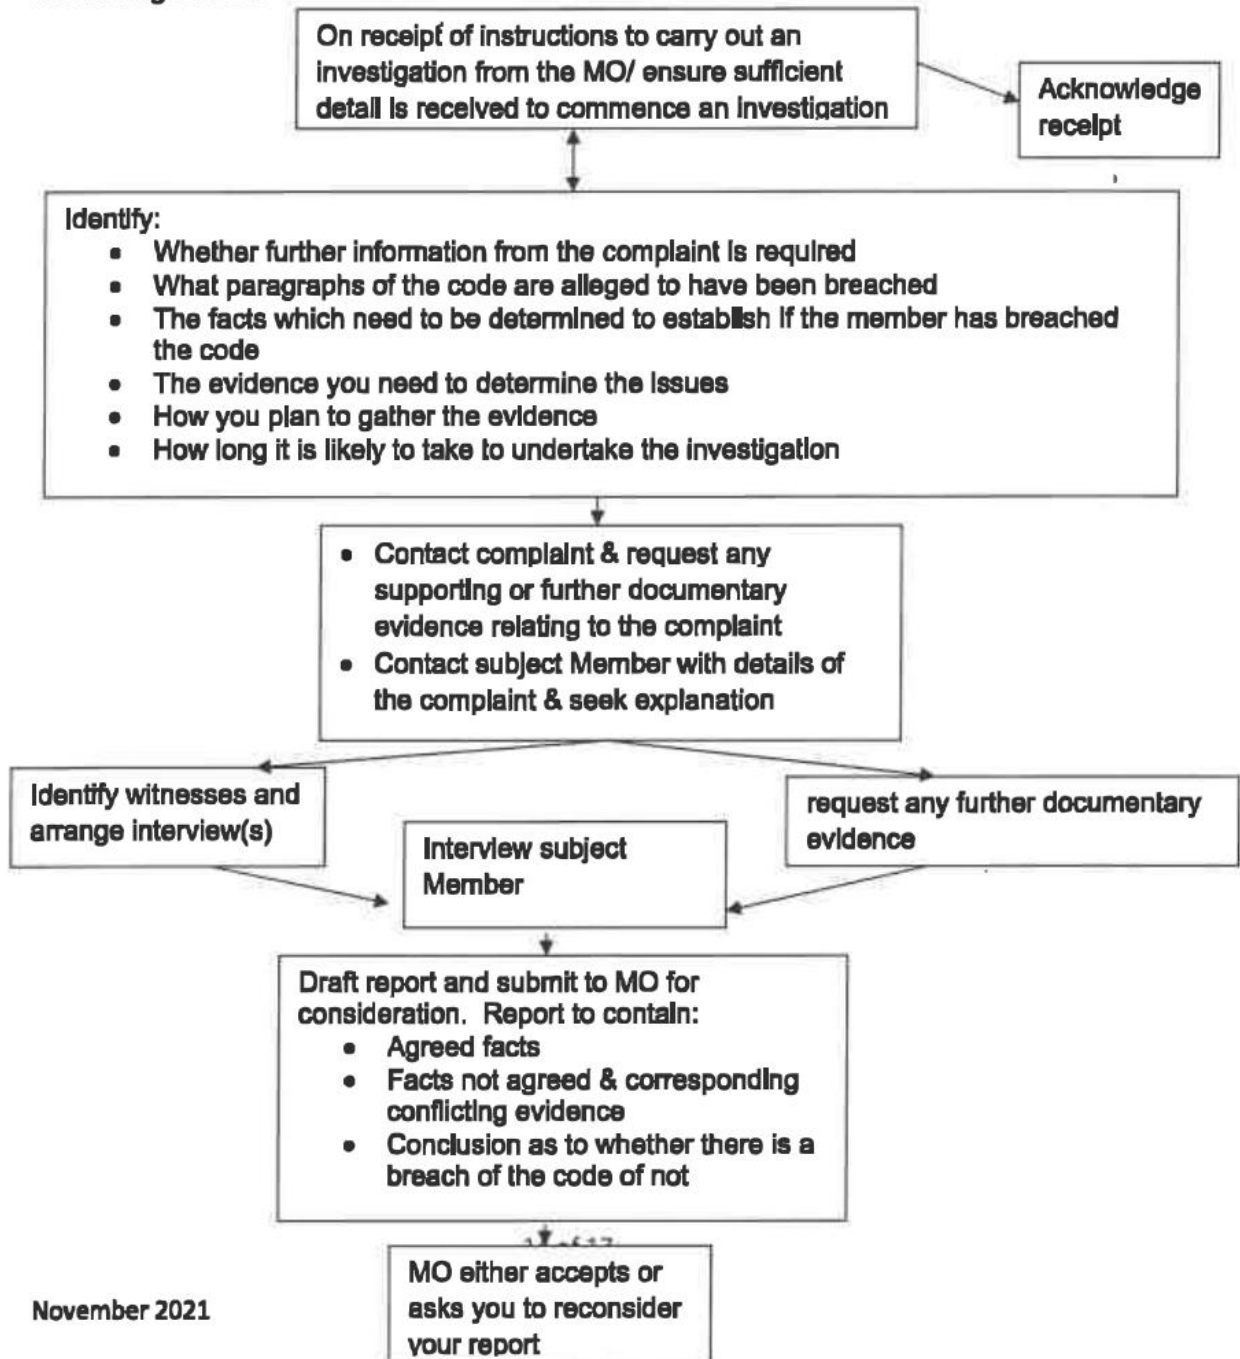 On receipt of instructions to carry out an
investigation from the MO/ ensure sufficient
detail is received to commence an investigation
Acknowledge
receipt
Identify:
• Whether further information from the complaint is required
• What paragraphs of the code are alleged to have been breached
• The facts which need to be determined to establish if the member has breached
the code
• The evidence you need to determine the issues
• How you plan to gather the evidence
• How long it is likely to take to undertake the investigation
• Contact complaint & request any
supporting or further documentary
evidence relating to the complaint
• Contact subject Member with details of
the complaint & seek explanation
Identify witnesses and
arrange interview(s)
request any further documentary
evidence
Interview subject
Member
Draft report and submit to MO for
consideration. Report to contain:
• Agreed facts
• Facts not agreed & corresponding
conflicting evidence
• Conclusion as to whether there is a
breach of the code of not
MO either accepts or
asks you to reconsider
your report
November 2021